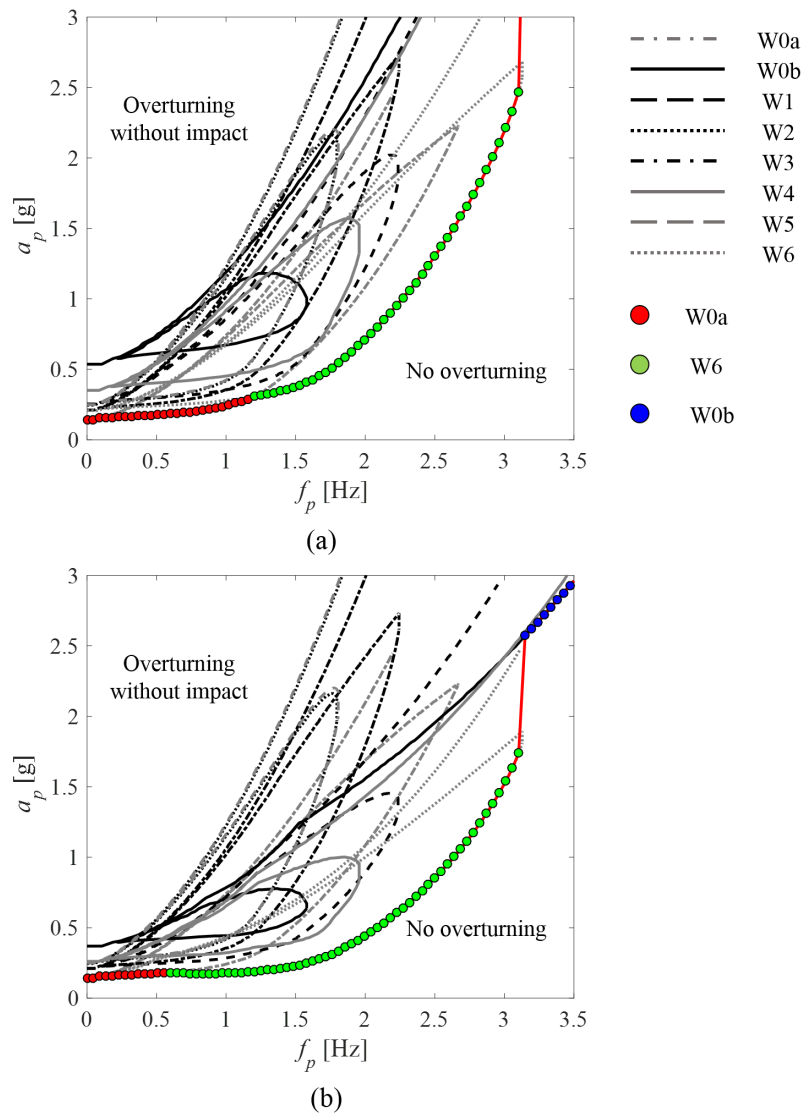 3
2.5
2
1.5
1
0.5
0
a_p [g]
Overturning
without impact
No overturning
0 0.5 1 1.5 2 2.5 3 3.5
f_p [Hz]
(a)
W0a
W0b
W1
W2
W3
W4
W5
W6
W0a
W6
W0b
3
2.5
2
1.5
1
0.5
0
a_p [g]
Overturning
without impact
No overturning
0 0.5 1 1.5 2 2.5 3 3.5
f_p [Hz]
(b)